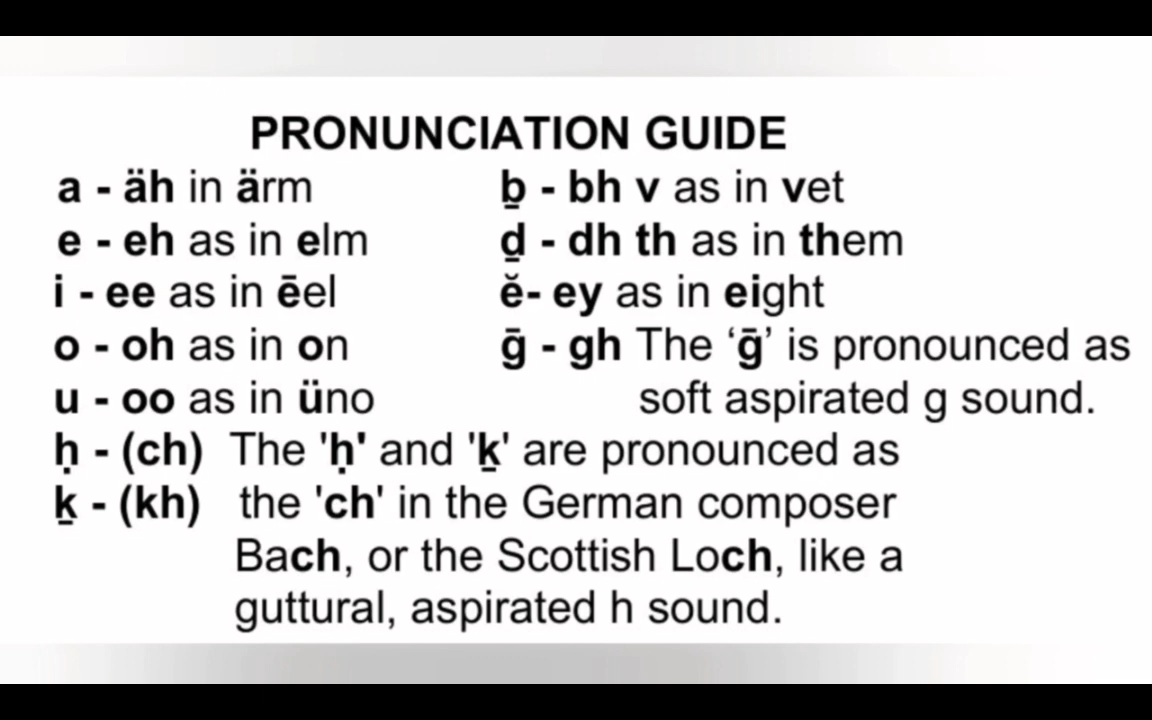 PRONUNCIATION GUIDE
a - äh in ärm
e - eh as in elm
i - ee as in ēel
o - oh as in on
u - oo as in üno
ḇ - bh v as in vet
ḏ - dh th as in them
ĕ- ey as in eight
ḡ - gh The ‘ḡ’ is pronounced as
soft aspirated g sound.
ḥ - (ch) The 'ḥ' and 'ḵ' are pronounced as
ḵ - (kh) the 'ch' in the German composer
Bach, or the Scottish Loch, like a
guttural, aspirated h sound.